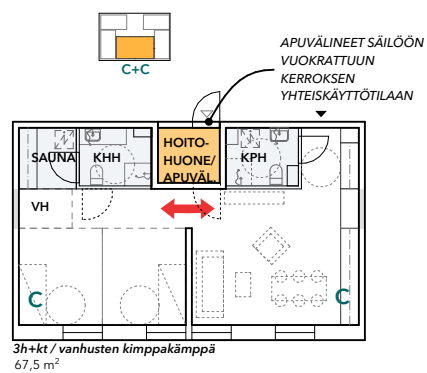 C+C
APUVÄLINEET SÄILÖÖN
VUOKRATTUUN
KERROKSEN
YHTEISKÄYTTÖTILAAN
SAUNA
KHH
HOITO-
HUONE/
APUVÄL.
KPH
VH
C
C
3h+kt / vanhusten kimppakämppä
67,5 m²